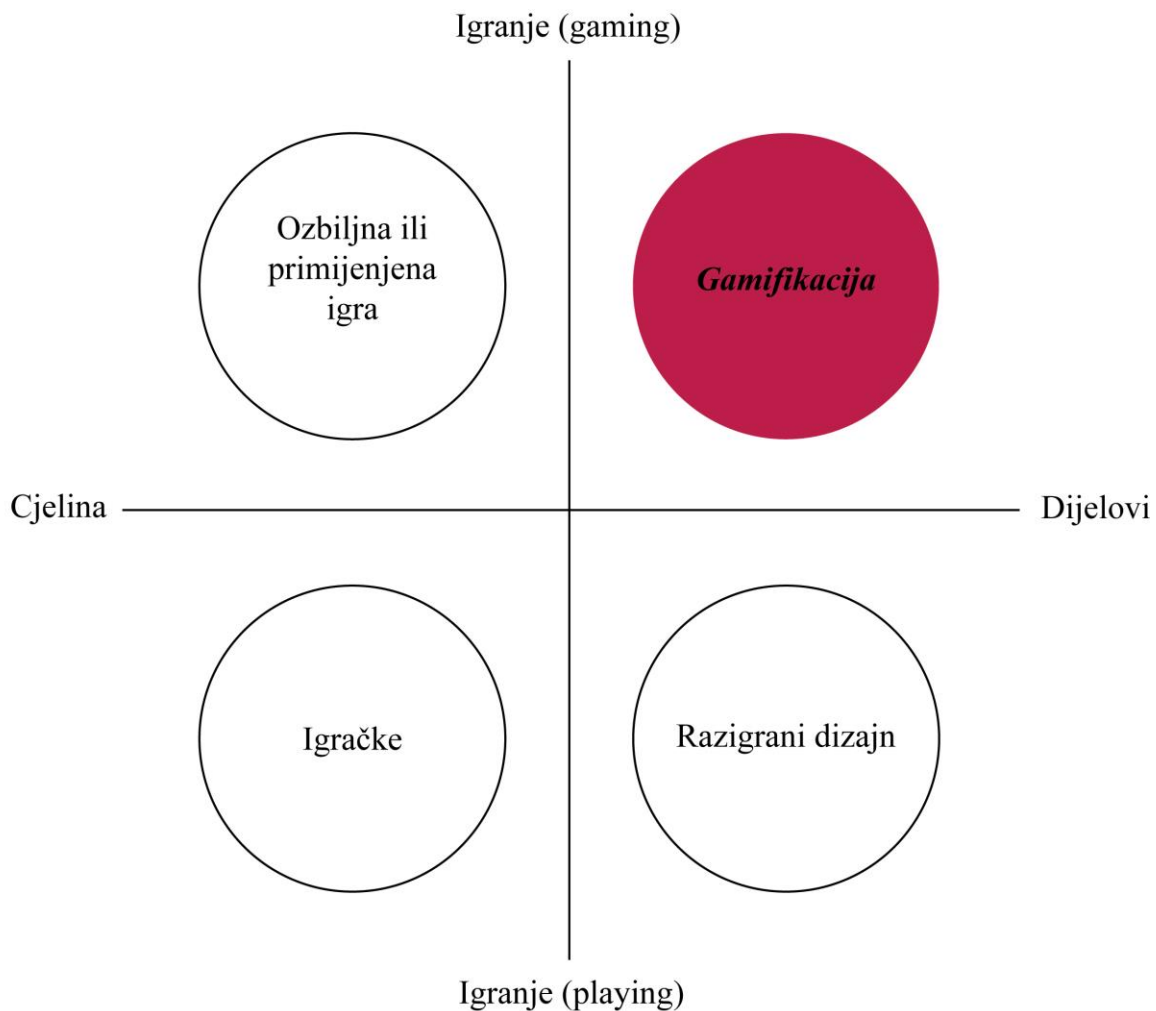 Igranje (gaming)
Ozbiljna ili
primijenjena
igra
Gamifikacija
Cjelina
Dijelovi
Igračke
Razigrani dizajn
Igranje (playing)